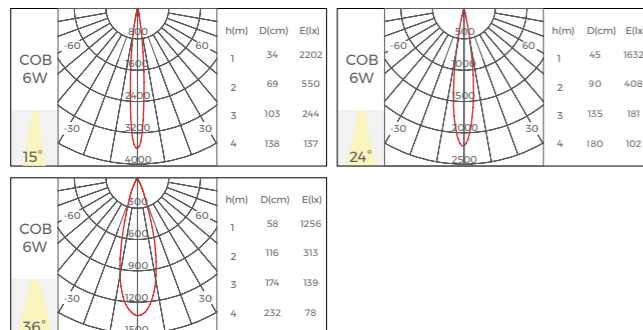 COB
6W
15°
-60
60
-30
30
800
1600
2400
3200
4000
h(m) D(cm) E(lx)
1 34 2202
2 69 550
3 103 244
4 138 137
COB
6W
24°
-60
60
-30
30
500
1000
1500
2000
2500
h(m) D(cm) E(lx)
1 45 1632
2 90 408
3 135 181
4 180 102
COB
6W
36°
-60
60
-30
30
300
600
900
1200
1500
h(m) D(cm) E(lx)
1 58 1256
2 116 313
3 174 139
4 232 78